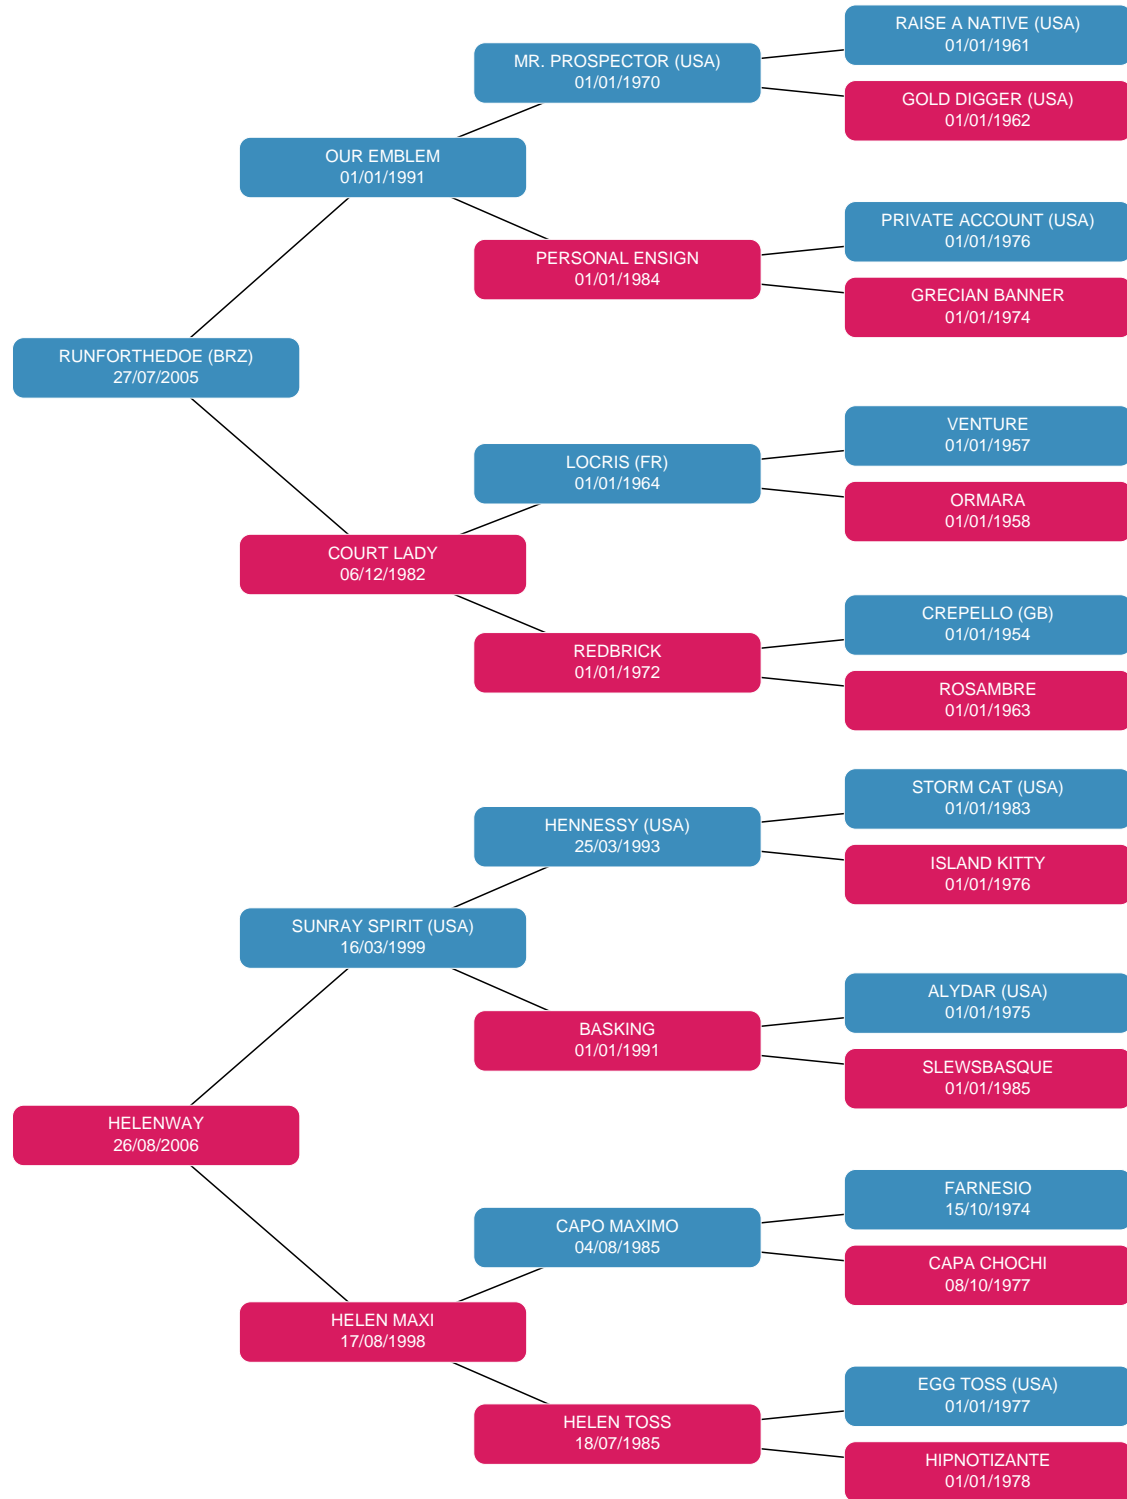 RAISE A NATIVE (USA)
01/01/1961
MR. PROSPECTOR (USA)
01/01/1970
GOLD DIGGER (USA)
01/01/1962
OUR EMBLEM
01/01/1991
PRIVATE ACCOUNT (USA)
01/01/1976
PERSONAL ENSIGN
01/01/1984
GRECIAN BANNER
01/01/1974
RUNFORTHEDOE (BRZ)
27/07/2005
VENTURE
01/01/1957
LOCRIS (FR)
01/01/1964
ORMARA
01/01/1958
COURT LADY
06/12/1982
CREPELLO (GB)
01/01/1954
REDBRICK
01/01/1972
ROSAMBRE
01/01/1963
STORM CAT (USA)
01/01/1983
HENNESSY (USA)
25/03/1993
ISLAND KITTY
01/01/1976
SUNRAY SPIRIT (USA)
16/03/1999
ALYDAR (USA)
01/01/1975
BASKING
01/01/1991
SLEWSBASQUE
01/01/1985
HELENWAY
26/08/2006
FARNESIO
15/10/1974
CAPO MAXIMO
04/08/1985
CAPA CHOCHI
08/10/1977
HELEN MAXI
17/08/1998
EGG TOSS (USA)
01/01/1977
HELEN TOSS
18/07/1985
HIPNOTIZANTE
01/01/1978